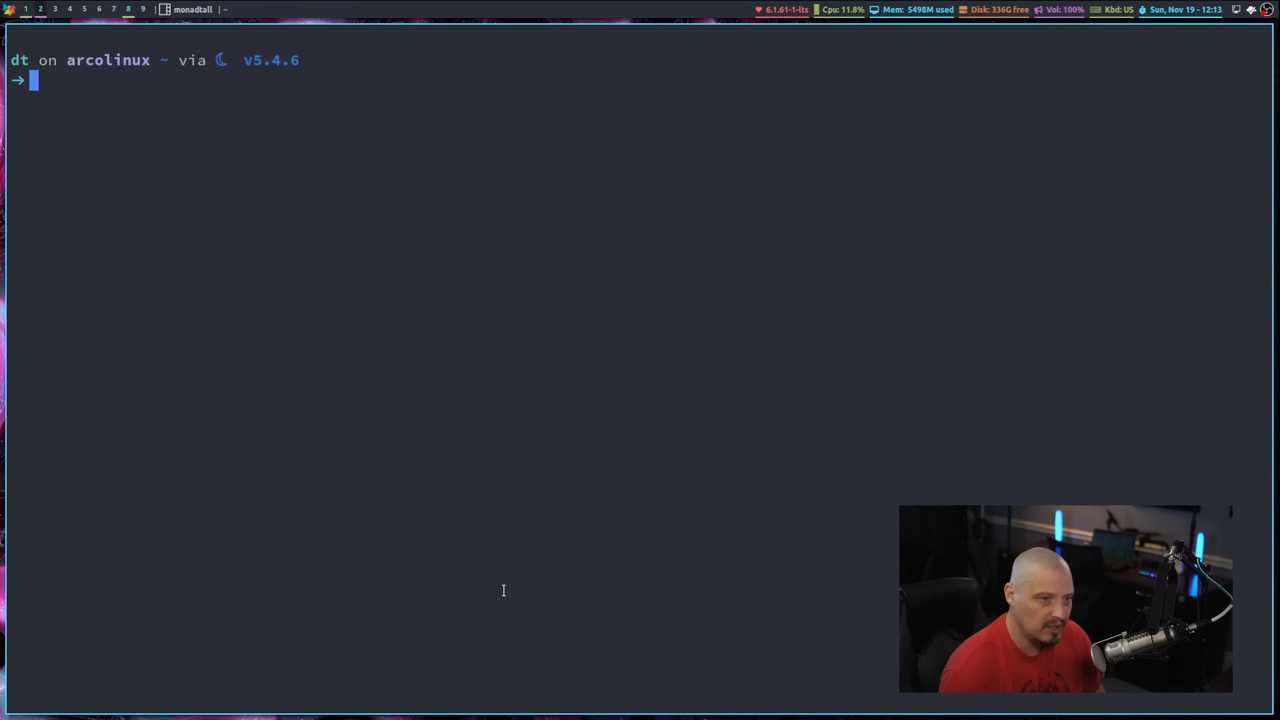 1 2 3 4 5 6 7 8 9 | monadtall | ~ 6.1.61-1-lts Cpu: 11.8% Mem: 5498M used Disk: 336G free Vol: 100% Kbd: US Sun, Nov 19 - 12:13
dt on arcolinux ~ via ☾ v5.4.6
→